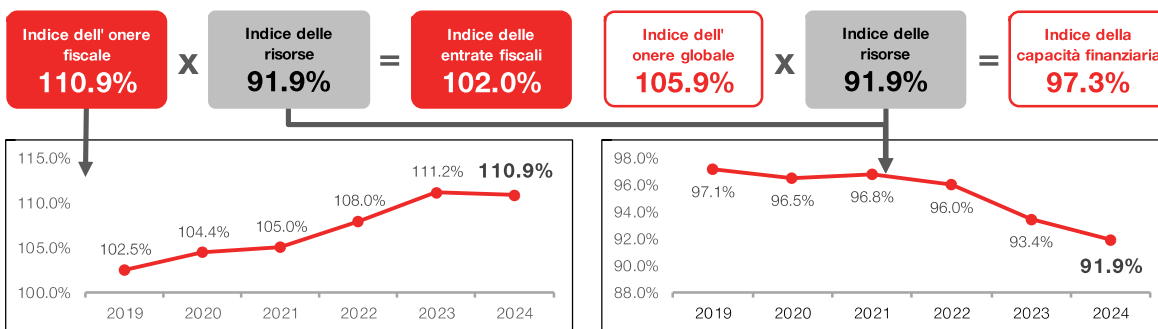 Indice dell' onere
fiscale
110.9%
x
Indice delle
risorse
91.9%
=
Indice delle
entrate fiscali
102.0%
Indice dell'
onere globale
105.9%
x
Indice delle
risorse
91.9%
=
Indice della
capacità finanziaria
97.3%
115.0%
110.0%
105.0%
100.0%
102.5%
104.4%
105.0%
108.0%
111.2%
110.9%
2019 2020 2021 2022 2023 2024
98.0%
96.0%
94.0%
92.0%
90.0%
88.0%
97.1%
96.5%
96.8%
96.0%
93.4%
91.9%
2019 2020 2021 2022 2023 2024